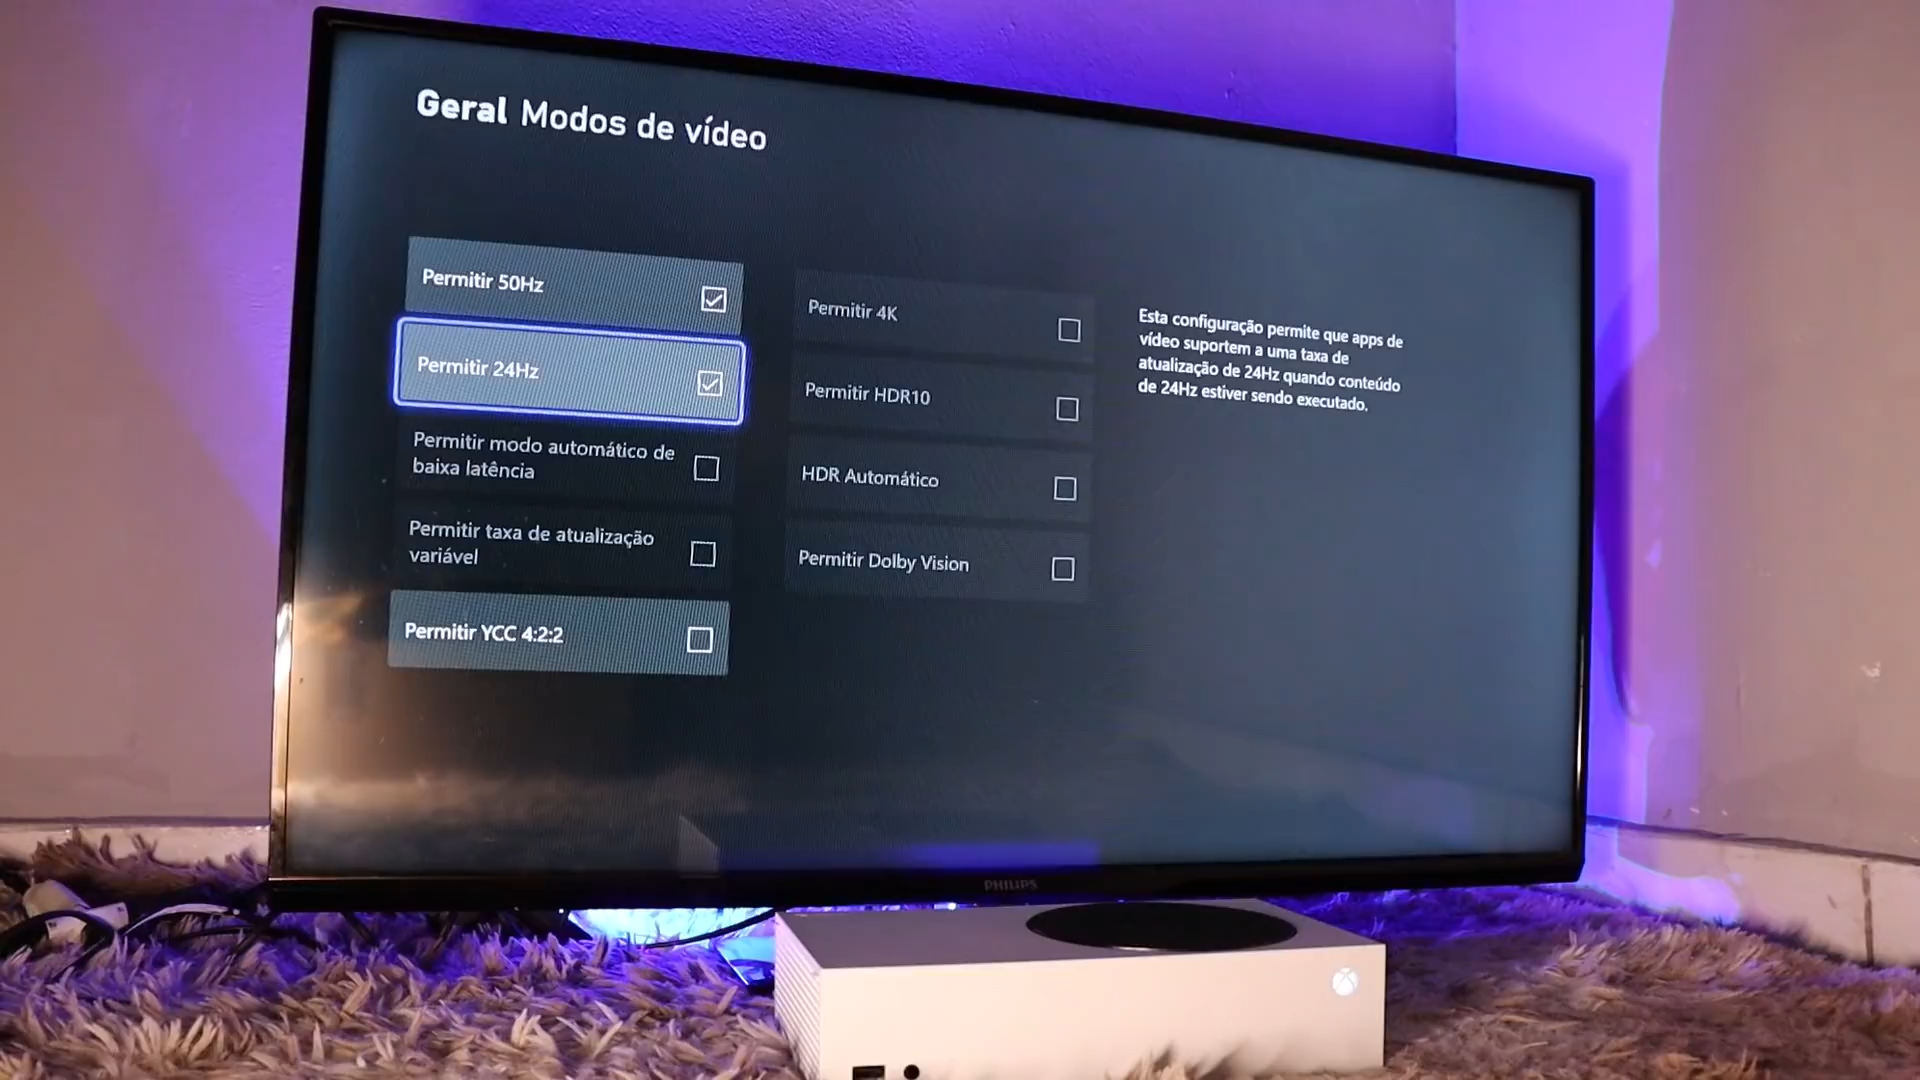 Geral Modos de vídeo
Permitir 50Hz
Permitir 24Hz
Permitir modo automático de
baixa latência
Permitir taxa de atualização
variável
Permitir YCC 4:2:2
Permitir 4K
Permitir HDR10
HDR Automático
Permitir Dolby Vision
Esta configuração permite que apps de
vídeo suportem a uma taxa de
atualização de 24Hz quando conteúdo
de 24Hz estiver sendo executado.
PHILIPS